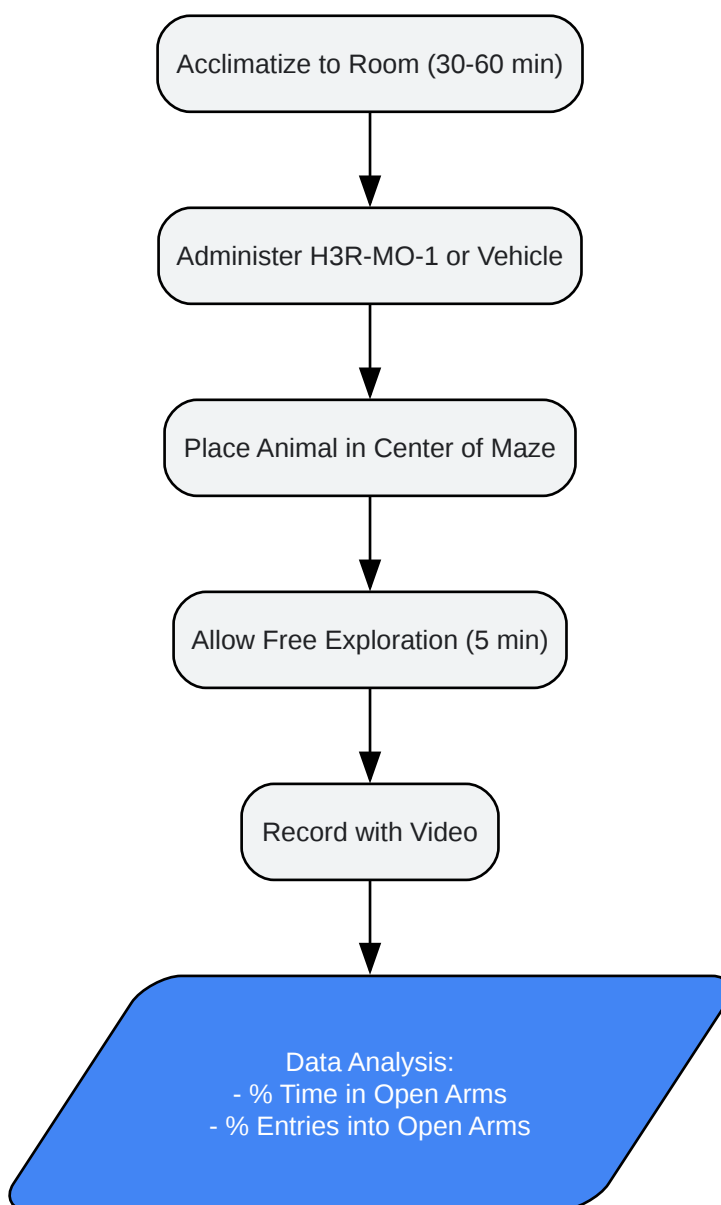 Acclimatize to Room (30-60 min)
Administer H3R-MO-1 or Vehicle
Place Animal in Center of Maze
Allow Free Exploration (5 min)
Record with Video
Data Analysis:
- % Time in Open Arms
- % Entries into Open Arms